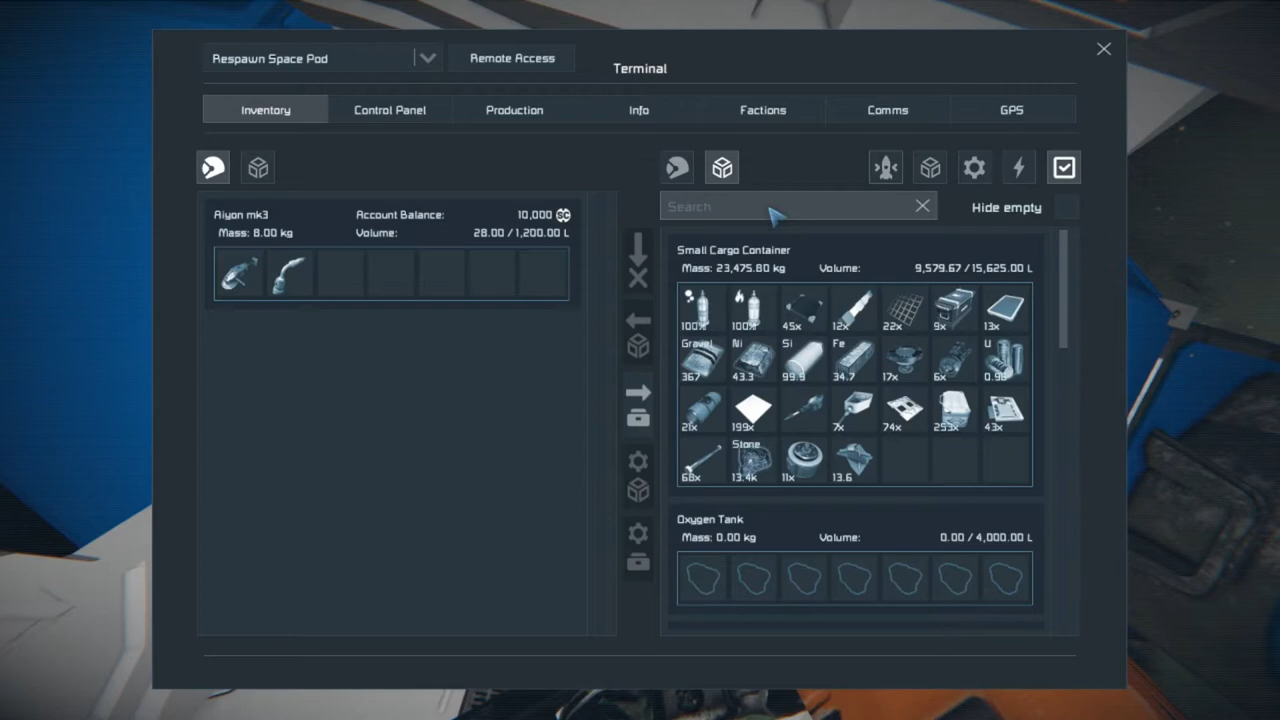 Respawn Space Pod
Remote Access
Terminal
Inventory
Control Panel
Production
Info
Factions
Comms
GPS
Search
Hide empty
Aiyon mk3
Account Balance:
10,000 SC
Mass: 8.00 kg
Volume:
28.00 / 1,200.00 L
Small Cargo Container
Mass: 23,475.80 kg
Volume:
9,579.67 / 15,625.00 L
100% 100% 45x 12x 22x 9x 13x
Gravel Ni Si Fe U
367 43.3 99.9 34.7 17x 6x
21x 199x 7x 74x 253x 43x
Stone
68x 13.4k 11x 13.6
Oxygen Tank
Mass: 0.00 kg
Volume:
0.00 / 4,000.00 L